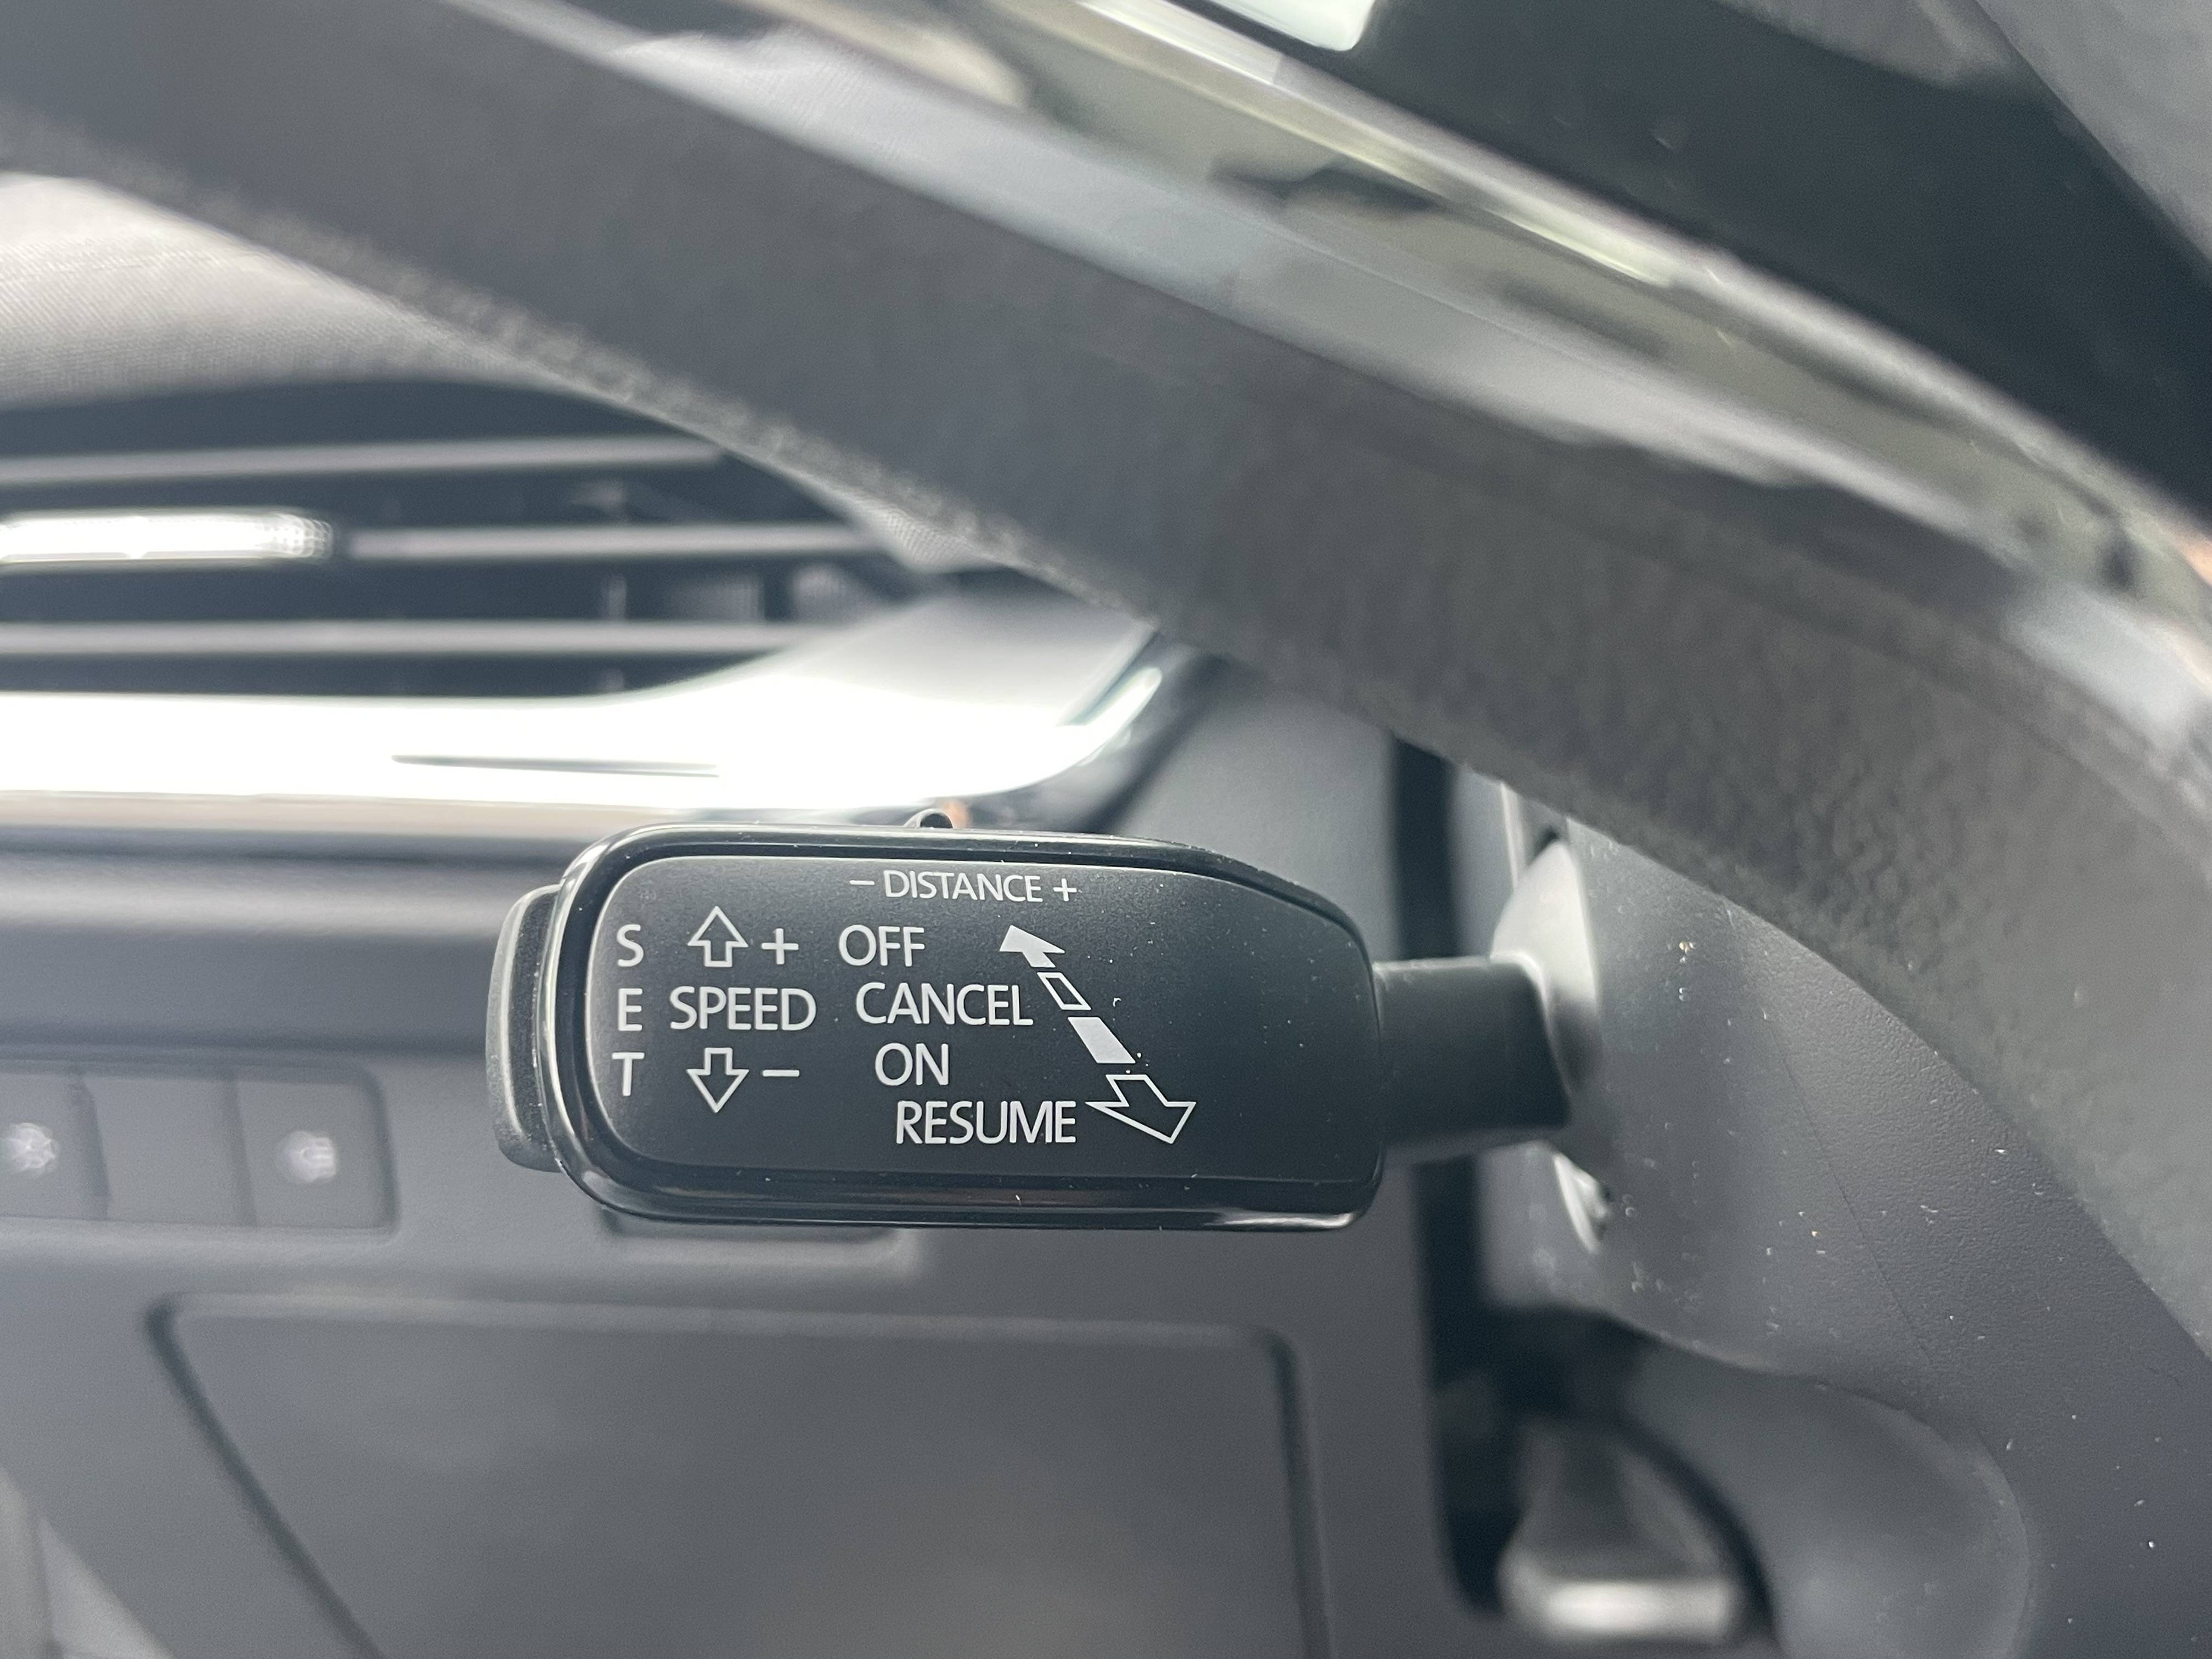 – DISTANCE +
S + OFF
E SPEED CANCEL
T – ON
RESUME